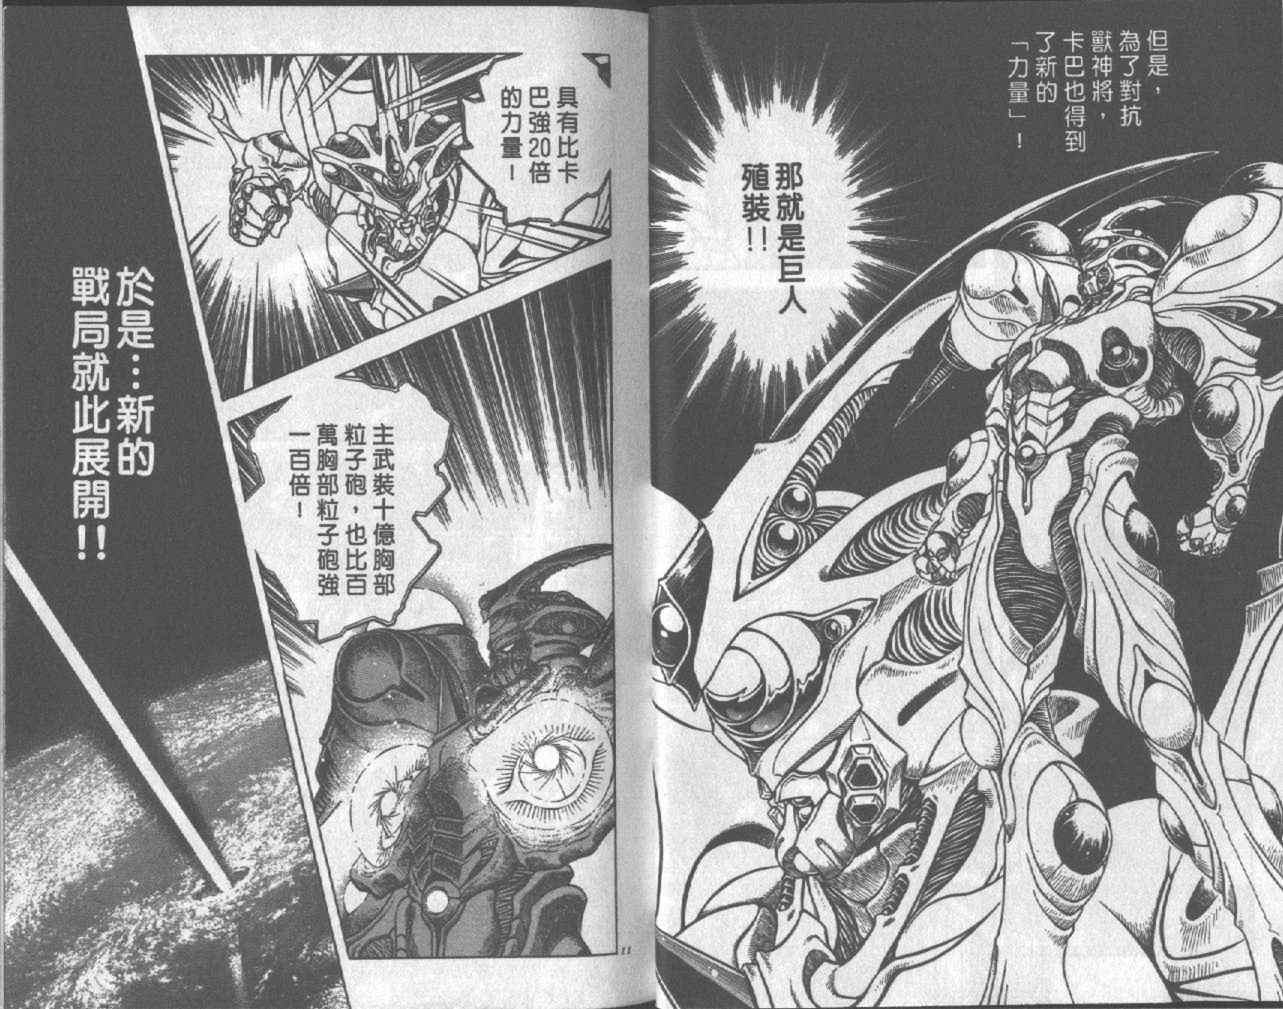 但是，
為了對抗
獸神將，
卡巴也得到
了新的
「力量」！
那就是巨人
殖裝!!
具有比卡
巴強20倍
的力量！
主武裝十億胸部
粒子砲，也比百
萬胸部粒子砲強
一百倍！
於是…新的
戰局就此展開!!
11